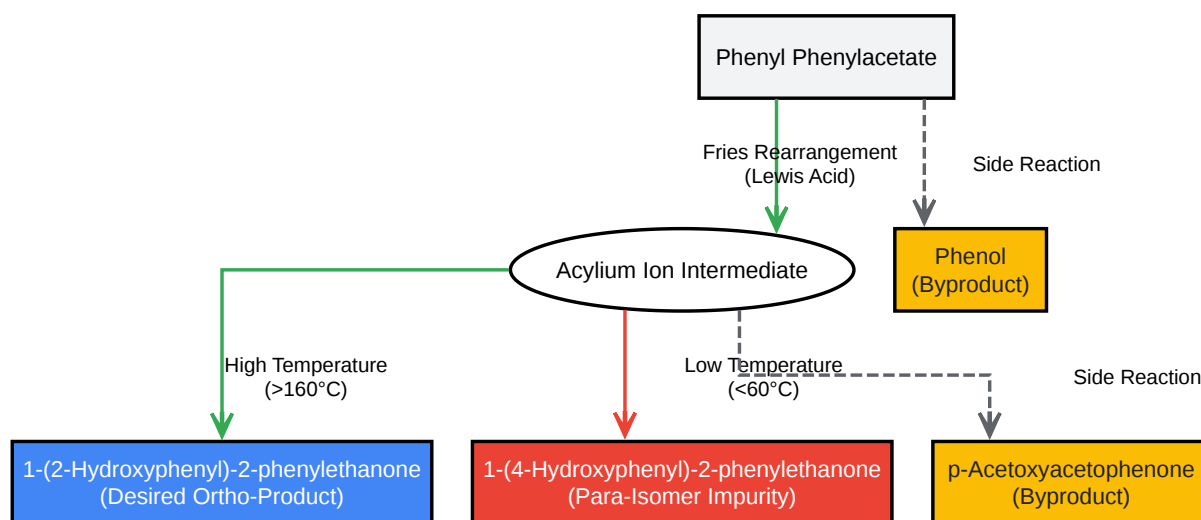 Phenyl Phenylacetate
Fries Rearrangement
(Lewis Acid)
Side Reaction
Phenol
(Byproduct)
Acylium Ion Intermediate
High Temperature
(>160°C)
Low Temperature
(<60°C)
Side Reaction
1-(2-Hydroxyphenyl)-2-phenylethanone
(Desired Ortho-Product)
1-(4-Hydroxyphenyl)-2-phenylethanone
(Para-Isomer Impurity)
p-Acetoxyacetophenone
(Byproduct)